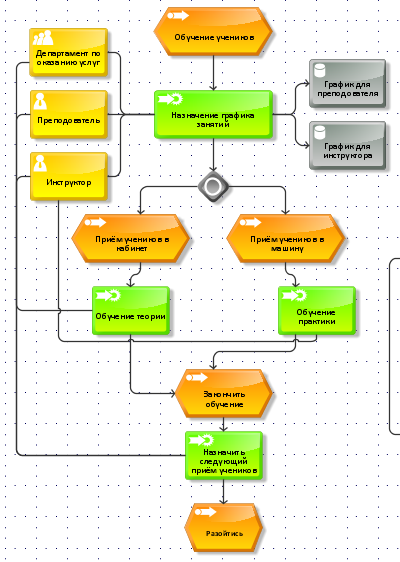 Обучение учеников
Департамент по
оказанию услуг
График для
преподователя
Преподователь
Назначение графика
занятий
График для
инструктора
Инструктор
Приём учеников в
кабинет
Приём учеников в
машину
Обучение теории
Обучение
практики
Закончить
обучение
Назначить
следующий
приём учеников
Разойтись